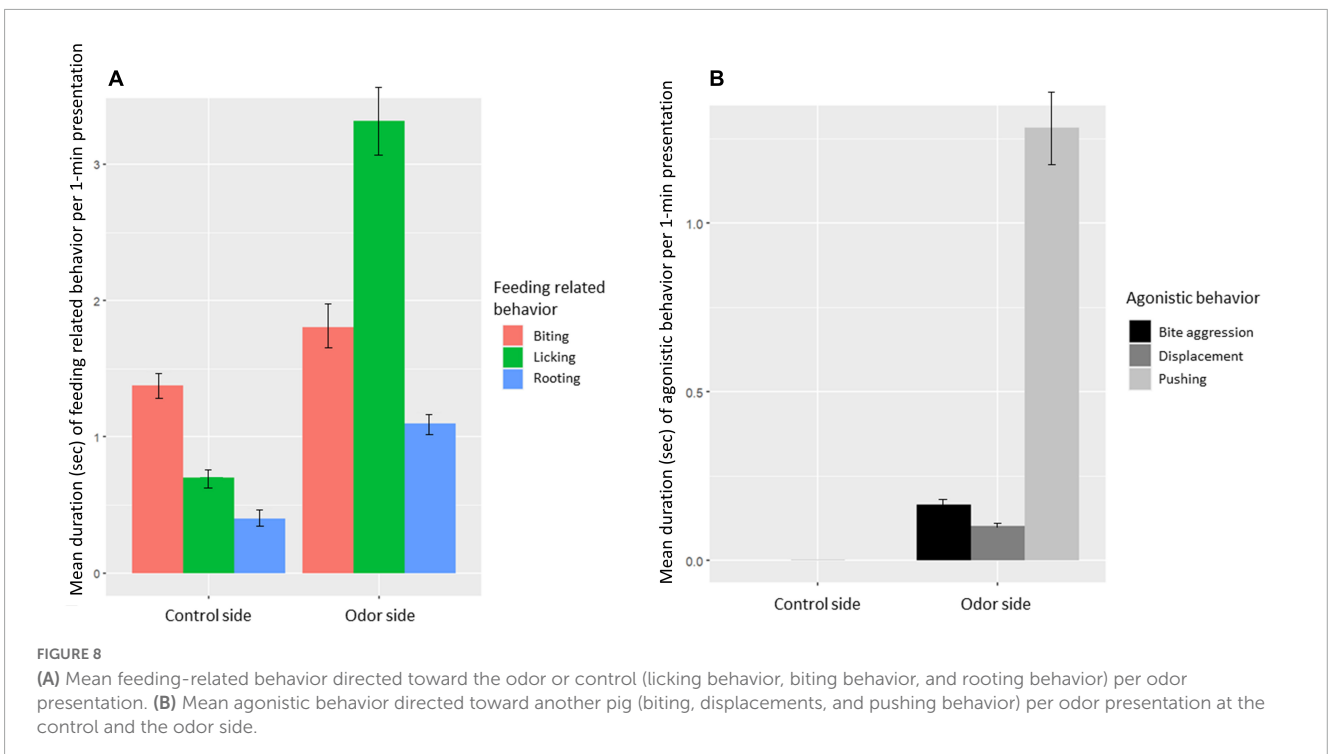 A
Mean duration (sec) of feeding related behavior per 1-min presentation
3
2
1
0
Control side
Odor side
Feeding related
behavior
Biting
Licking
Rooting
B
Mean duration (sec) of agonistic behavior per 1-min presentation
1.0
0.5
0.0
Control side
Odor side
Agonistic behavior
Bite aggression
Displacement
Pushing
FIGURE 8
(A) Mean feeding-related behavior directed toward the odor or control (licking behavior, biting behavior, and rooting behavior) per odor
presentation. (B) Mean agonistic behavior directed toward another pig (biting, displacements, and pushing behavior) per odor presentation at the
control and the odor side.